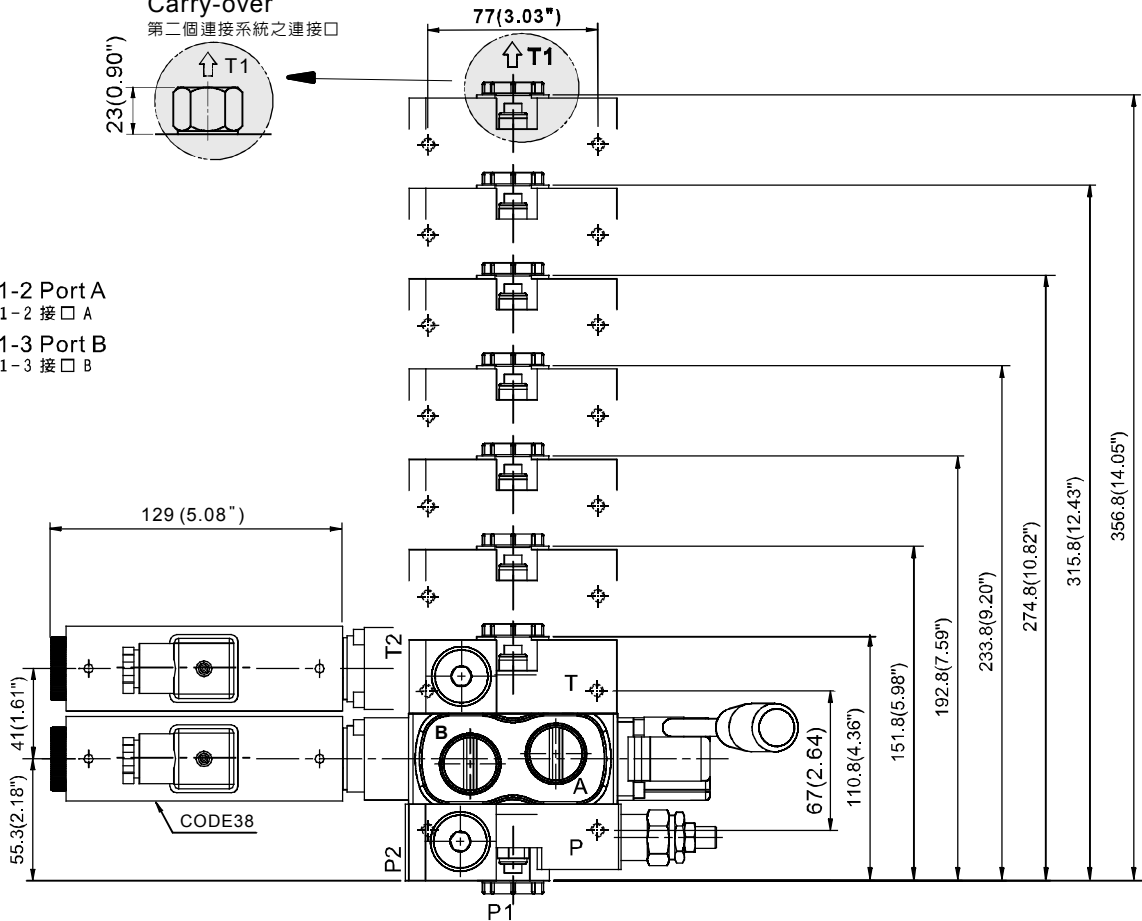 Carry-over
第二個連接系統之連接口
T1
23(0.90")
77(3.03")
T1
1-2 Port A
1-2 接口 A
1-3 Port B
1-3 接口 B
129 (5.08")
356.8(14.05")
315.8(12.43")
274.8(10.82")
233.8(9.20")
192.8(7.59")
151.8(5.98")
110.8(4.36")
67(2.64)
T2
T
41(1.61")
B
A
55.3(2.18")
CODE38
P2
P
P1